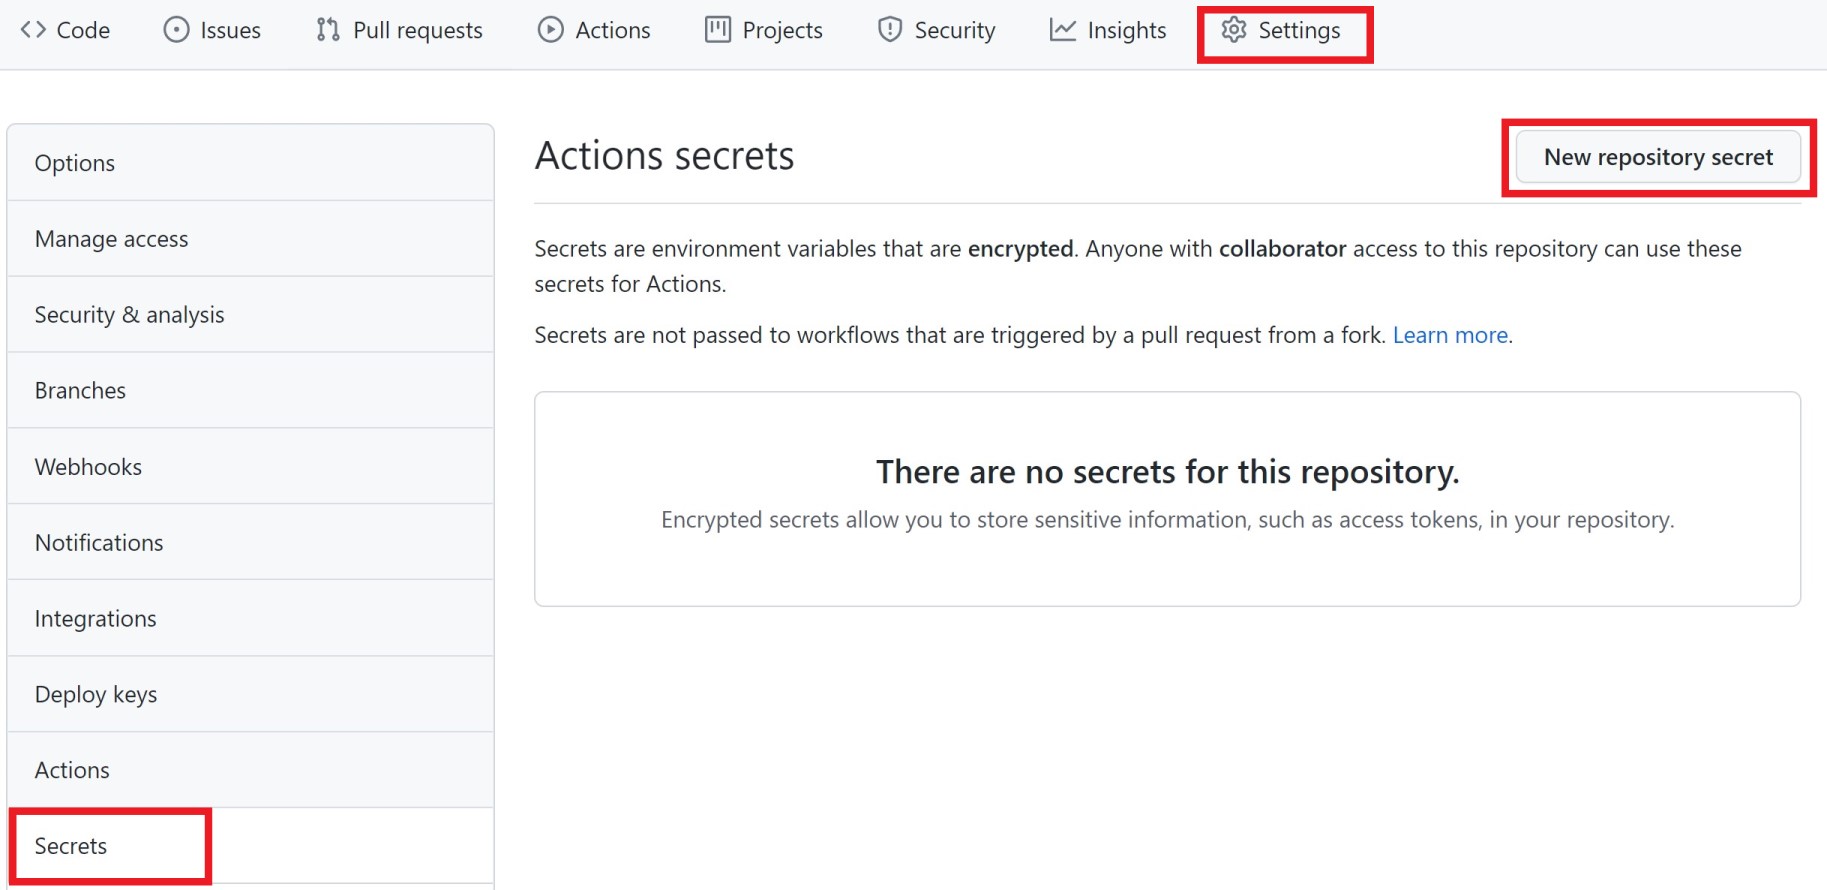 Code Issues Pull requests Actions Projects Security Insights Settings
Options
Manage access
Security & analysis
Branches
Webhooks
Notifications
Integrations
Deploy keys
Actions
Secrets
Actions secrets
New repository secret
Secrets are environment variables that are encrypted. Anyone with collaborator access to this repository can use these
secrets for Actions.
Secrets are not passed to workflows that are triggered by a pull request from a fork. Learn more.
There are no secrets for this repository.
Encrypted secrets allow you to store sensitive information, such as access tokens, in your repository.